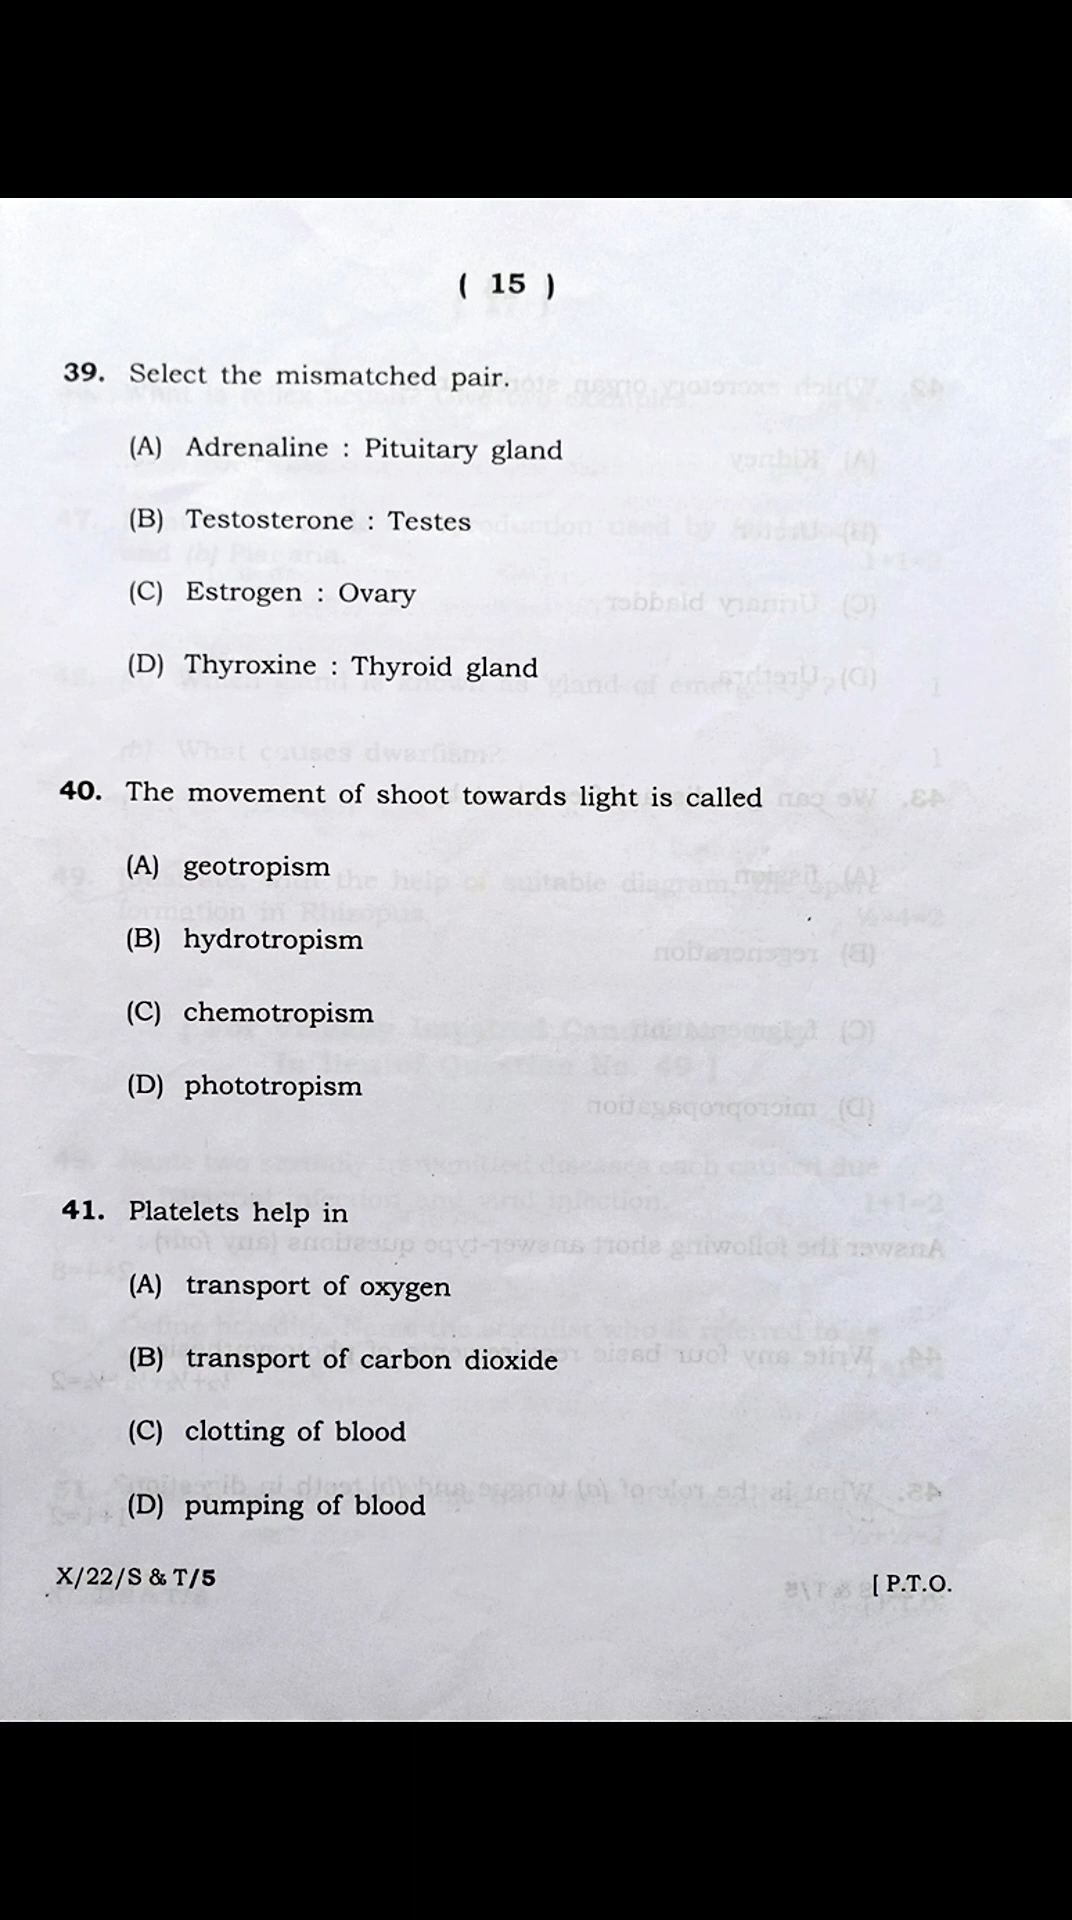 ( 15 )
39. Select the mismatched pair.
(A) Adrenaline : Pituitary gland
(B) Testosterone : Testes
(C) Estrogen : Ovary
(D) Thyroxine : Thyroid gland
40. The movement of shoot towards light is called
(A) geotropism
(B) hydrotropism
(C) chemotropism
(D) phototropism
41. Platelets help in
(A) transport of oxygen
(B) transport of carbon dioxide
(C) clotting of blood
(D) pumping of blood
X/22/S & T/5 [ P.T.O.